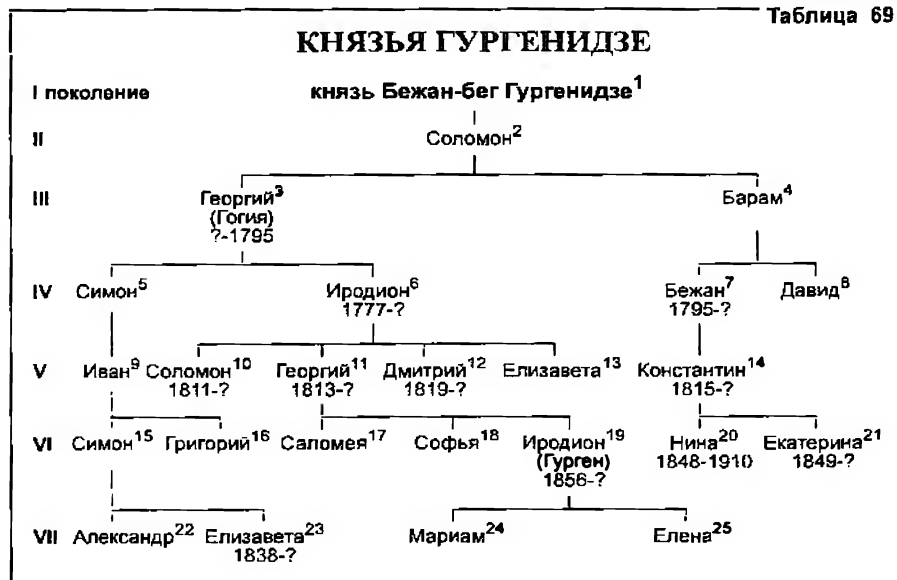 Таблица 69
КНЯЗЬЯ ГУРГЕНИДЗЕ
I поколение князь Бежан-бег Гургенидзе1
II Соломон2
III Георгий3 Барам4
(Гогия)
?-1795
IV Симон5 Иродион6 Бежан7 Давид8
1777-? 1795-?
V Иван9 Соломон10 Георгий11 Дмитрий12 Елизавета13 Константин14
1811-? 1813-? 1819-? 1815-?
VI Симон15 Григорий16 Саломея17 Софья18 Иродион19 Нина20 Екатерина21
(Гурген) 1848-1910 1849-?
1856-?
VII Александр22 Елизавета23 Мариам24 Елена25
1838-?